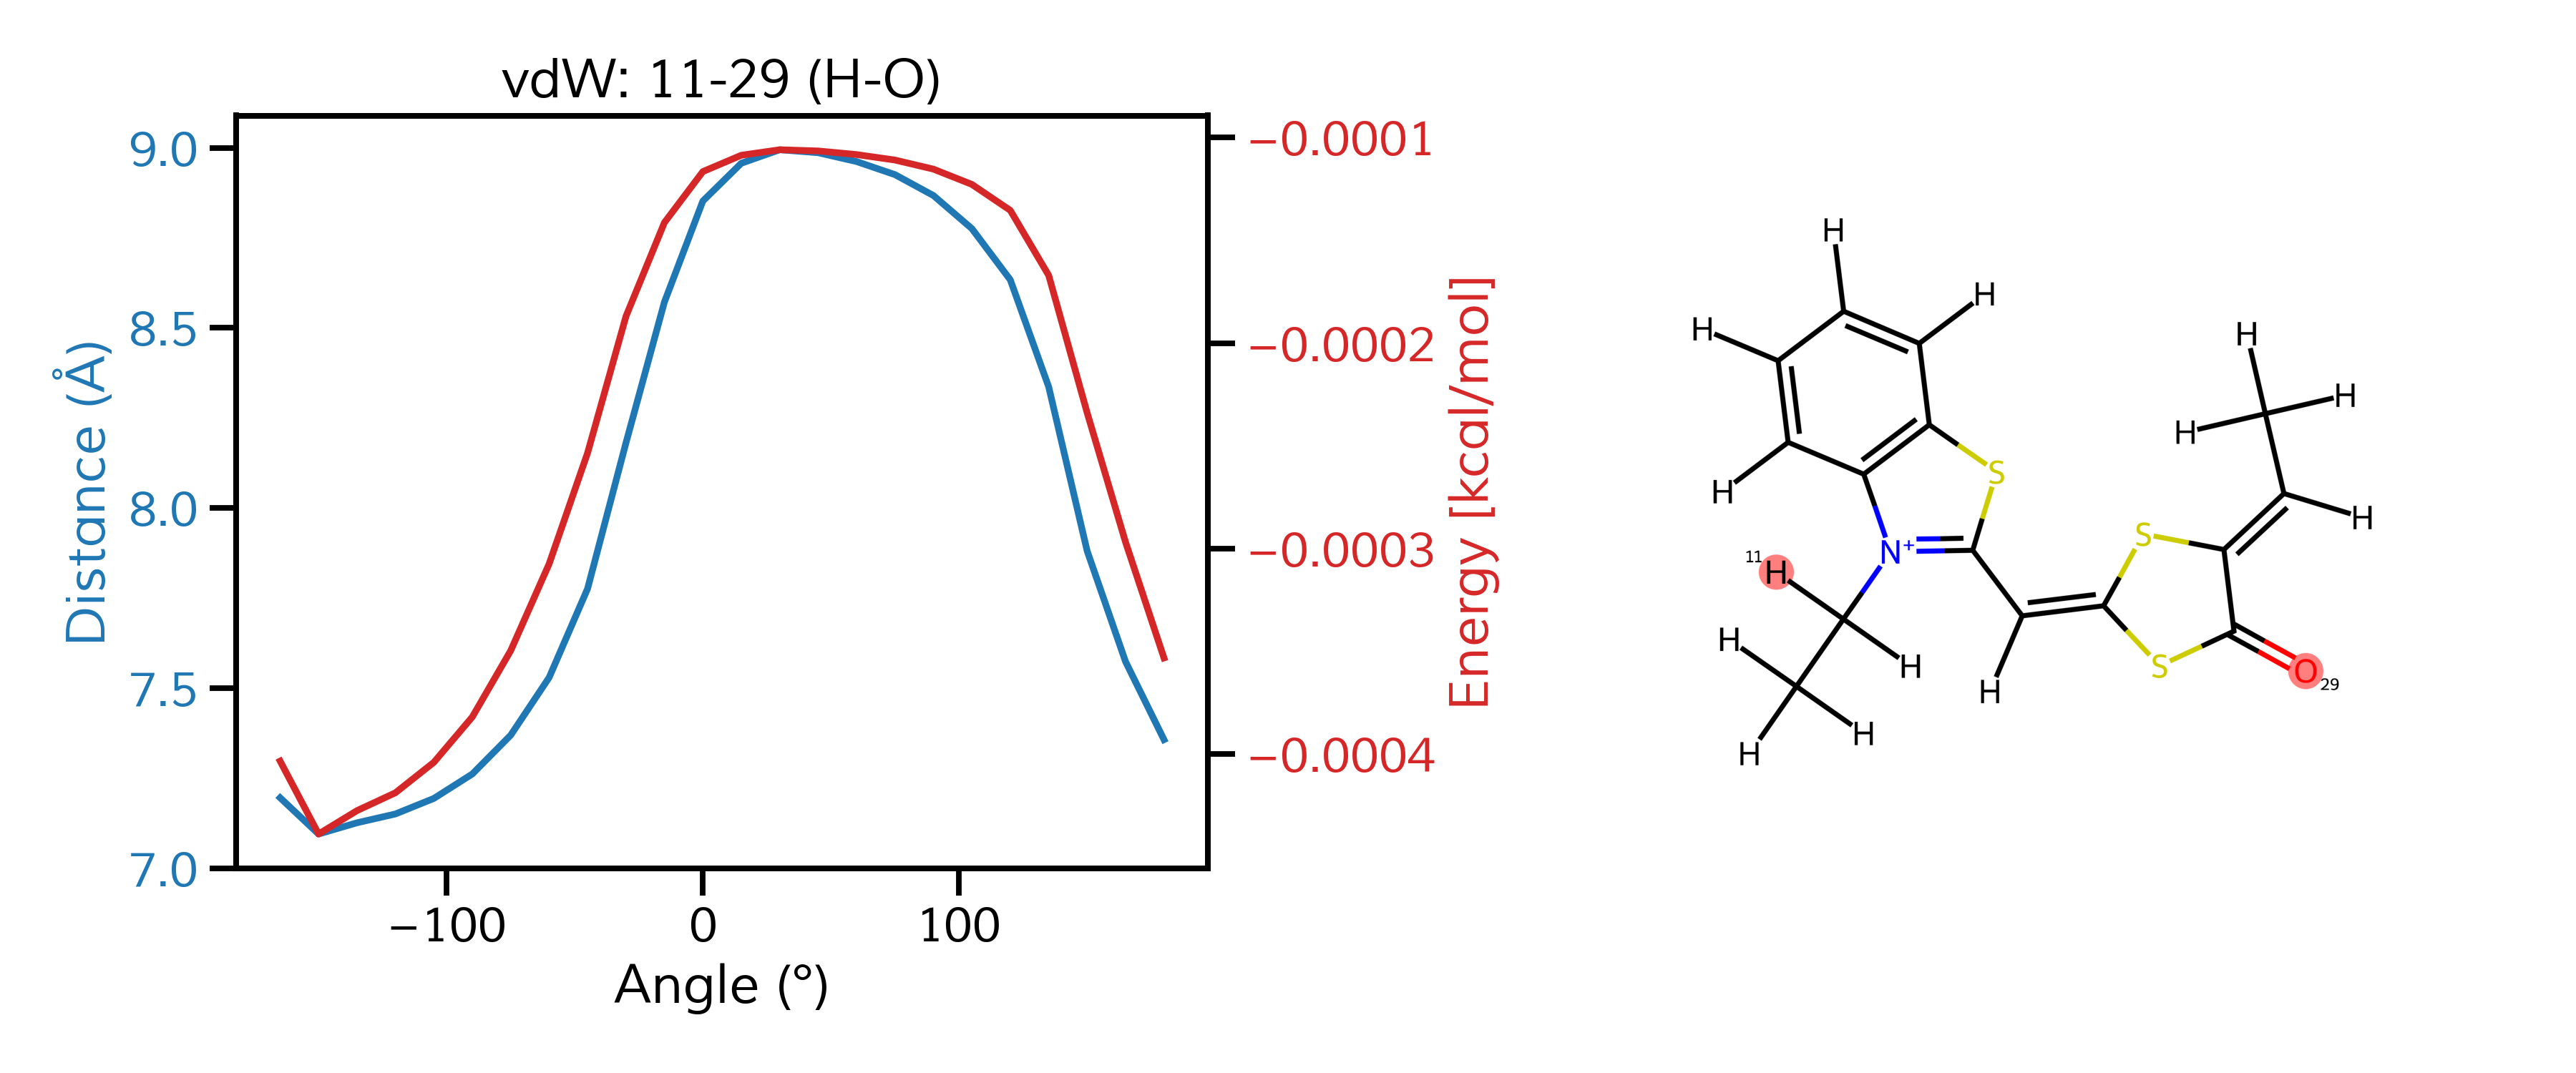 vdW: 11-29 (H-O)
Distance (Å)
9.0
8.5
8.0
7.5
7.0
−100
0
100
Angle (°)
−0.0001
−0.0002
−0.0003
−0.0004
Energy [kcal/mol]
H
H
H
H
H
H
H
S
H
S
N⁺
11
H
H
H
S
H
O
29
H
H